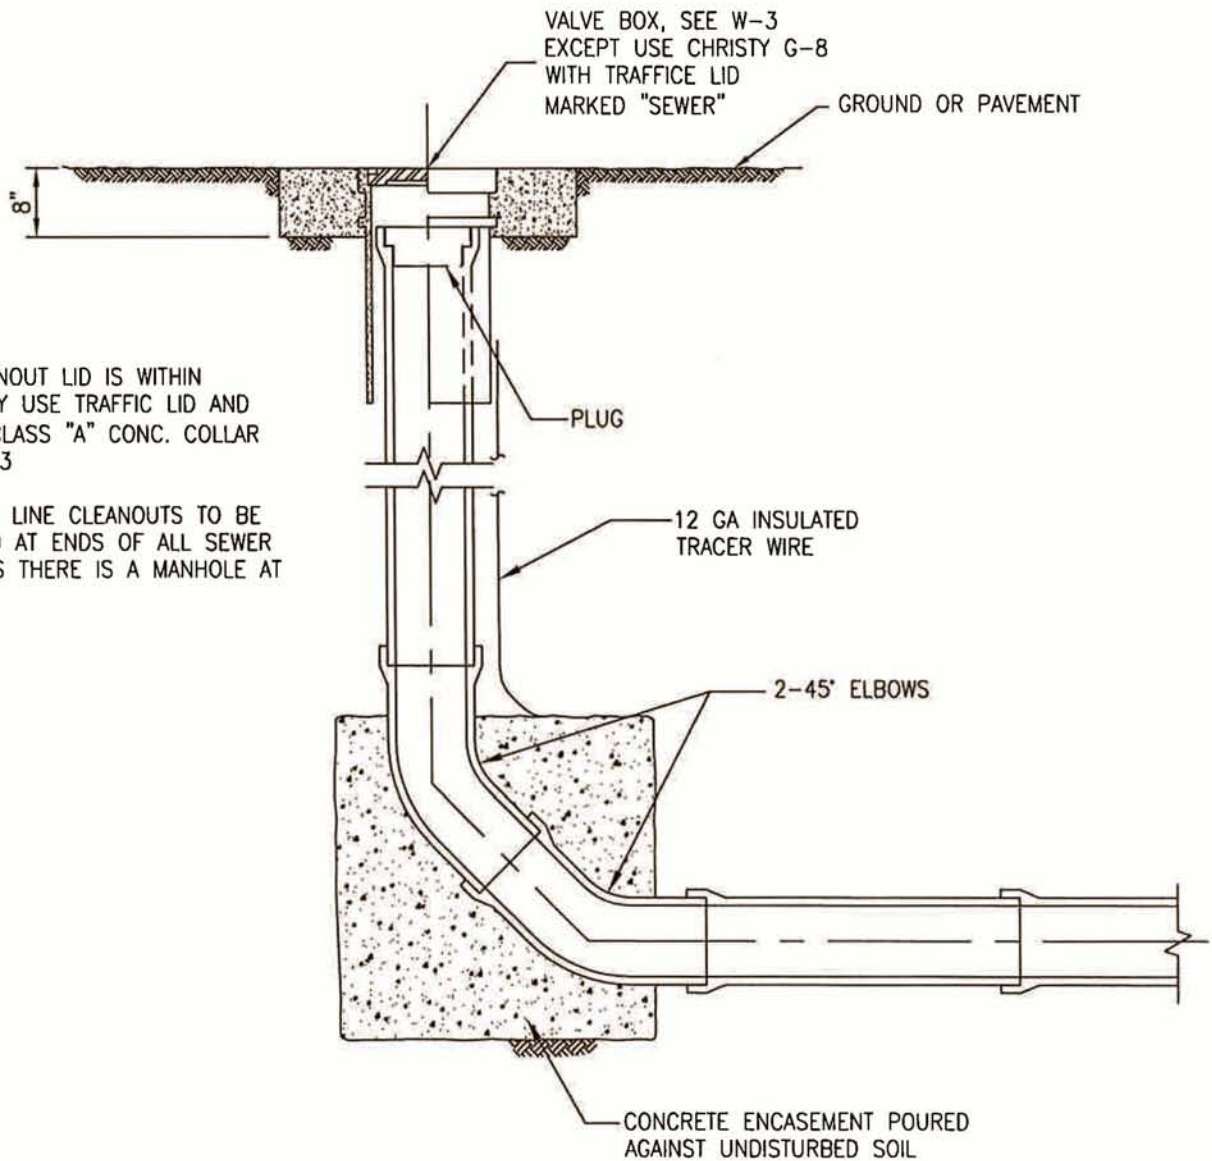 VALVE BOX, SEE W-3
EXCEPT USE CHRISTY G-8
WITH TRAFFICE LID
MARKED "SEWER"
GROUND OR PAVEMENT
8"
NOUT LID IS WITHIN
Y USE TRAFFIC LID AND
CLASS "A" CONC. COLLAR
3
PLUG
LINE CLEANOUTS TO BE
AT ENDS OF ALL SEWER
S THERE IS A MANHOLE AT
12 GA INSULATED
TRACER WIRE
2-45° ELBOWS
CONCRETE ENCASEMENT POURED
AGAINST UNDISTURBED SOIL